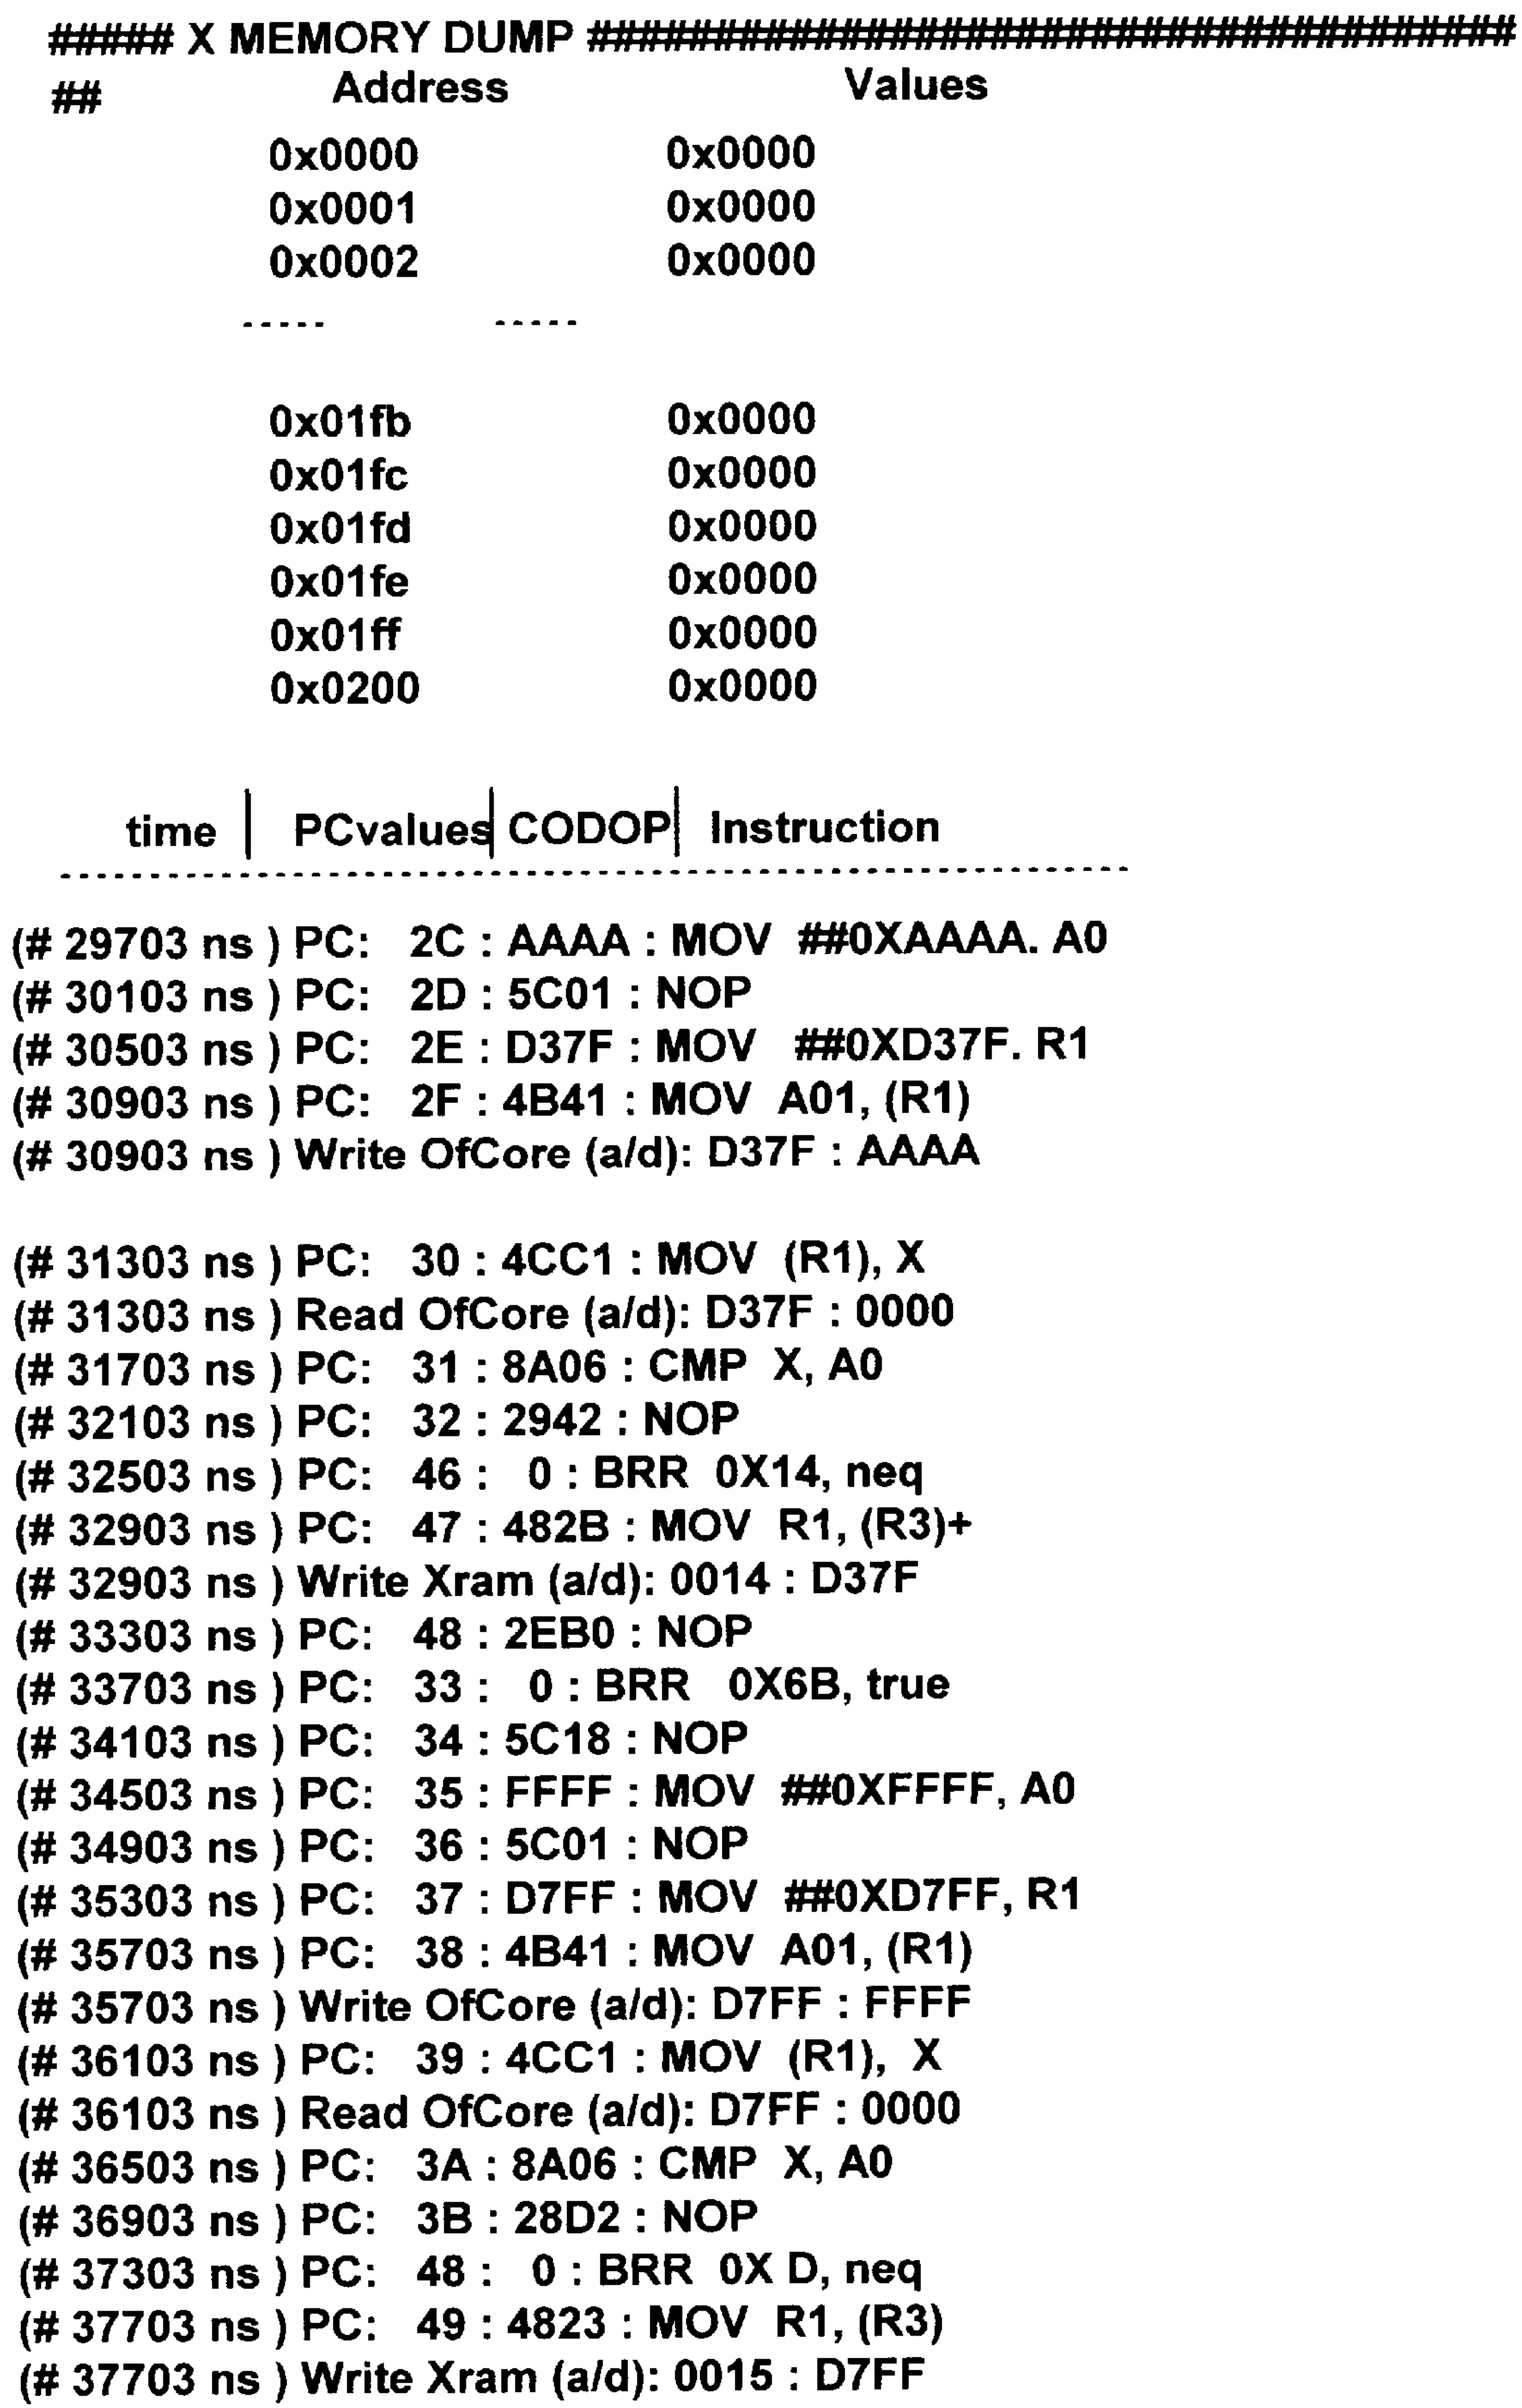 ##### X MEMORY DUMP ######################################
## Address Values
0x0000 0x0000
0x0001 0x0000
0x0002 0x0000
----- -----
0x01fb 0x0000
0x01fc 0x0000
0x01fd 0x0000
0x01fe 0x0000
0x01ff 0x0000
0x0200 0x0000
time | PCvalues| CODOP| Instruction
------------------------------------------------------------
(# 29703 ns ) PC: 2C : AAAA : MOV ##0XAAAA. A0
(# 30103 ns ) PC: 2D : 5C01 : NOP
(# 30503 ns ) PC: 2E : D37F : MOV ##0XD37F. R1
(# 30903 ns ) PC: 2F : 4B41 : MOV A01, (R1)
(# 30903 ns ) Write OfCore (a/d): D37F : AAAA
(# 31303 ns ) PC: 30 : 4CC1 : MOV (R1), X
(# 31303 ns ) Read OfCore (a/d): D37F : 0000
(# 31703 ns ) PC: 31 : 8A06 : CMP X, A0
(# 32103 ns ) PC: 32 : 2942 : NOP
(# 32503 ns ) PC: 46 : 0 : BRR 0X14, neq
(# 32903 ns ) PC: 47 : 482B : MOV R1, (R3)+
(# 32903 ns ) Write Xram (a/d): 0014 : D37F
(# 33303 ns ) PC: 48 : 2EB0 : NOP
(# 33703 ns ) PC: 33 : 0 : BRR 0X6B, true
(# 34103 ns ) PC: 34 : 5C18 : NOP
(# 34503 ns ) PC: 35 : FFFF : MOV ##0XFFFF, A0
(# 34903 ns ) PC: 36 : 5C01 : NOP
(# 35303 ns ) PC: 37 : D7FF : MOV ##0XD7FF, R1
(# 35703 ns ) PC: 38 : 4B41 : MOV A01, (R1)
(# 35703 ns ) Write OfCore (a/d): D7FF : FFFF
(# 36103 ns ) PC: 39 : 4CC1 : MOV (R1), X
(# 36103 ns ) Read OfCore (a/d): D7FF : 0000
(# 36503 ns ) PC: 3A : 8A06 : CMP X, A0
(# 36903 ns ) PC: 3B : 28D2 : NOP
(# 37303 ns ) PC: 48 : 0 : BRR 0X D, neq
(# 37703 ns ) PC: 49 : 4823 : MOV R1, (R3)
(# 37703 ns ) Write Xram (a/d): 0015 : D7FF